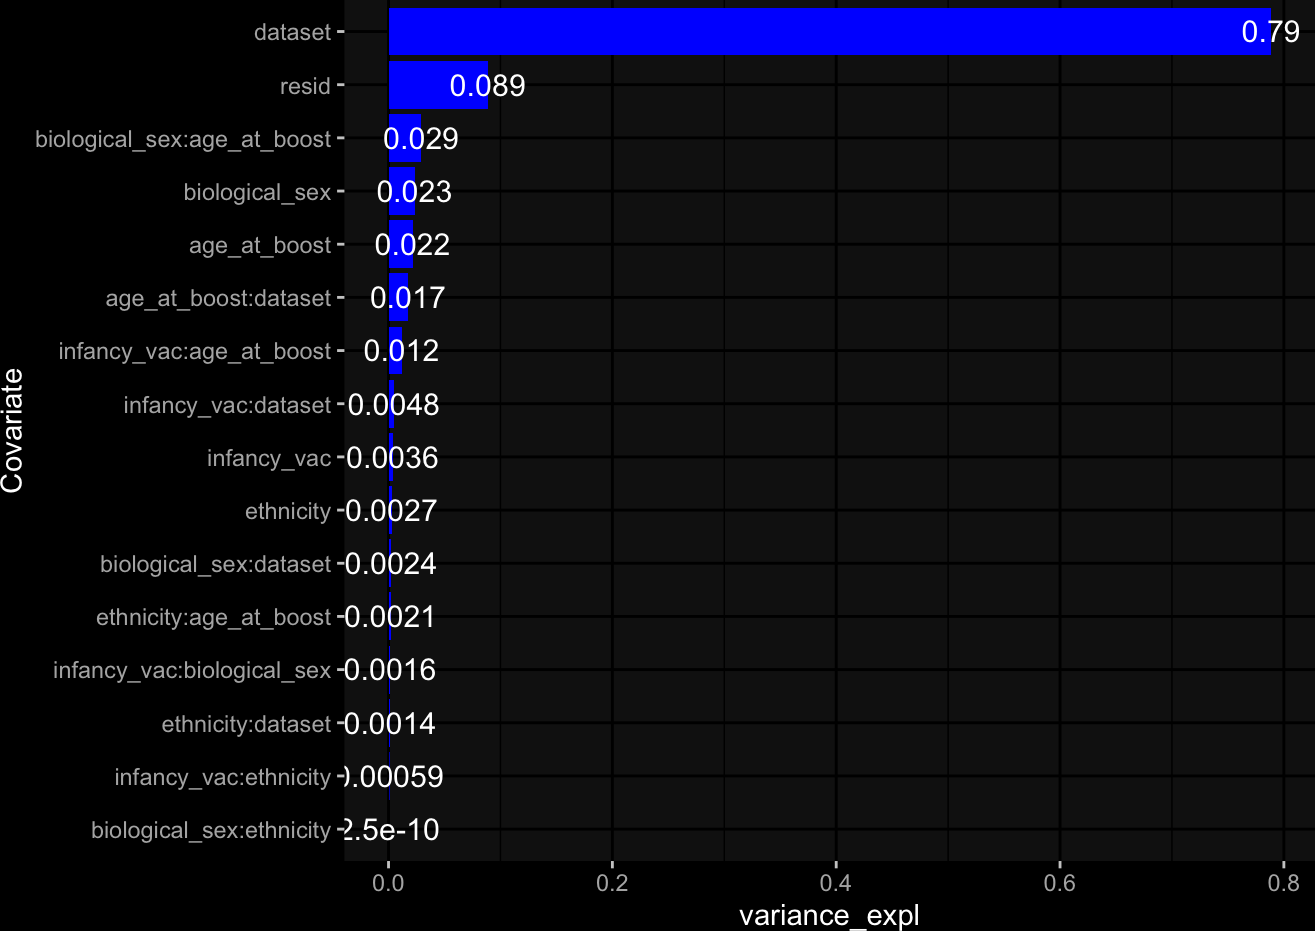 dataset 0.79
resid 0.089
biological_sex:age_at_boost 0.029
biological_sex 0.023
age_at_boost 0.022
age_at_boost:dataset 0.017
infancy_vac:age_at_boost 0.012
infancy_vac:dataset 0.0048
infancy_vac 0.0036
ethnicity 0.0027
biological_sex:dataset 0.0024
ethnicity:age_at_boost 0.0021
infancy_vac:biological_sex 0.0016
ethnicity:dataset 0.0014
infancy_vac:ethnicity 0.00059
biological_sex:ethnicity 2.5e-10
Covariate
0.0 0.2 0.4 0.6 0.8
variance_expl